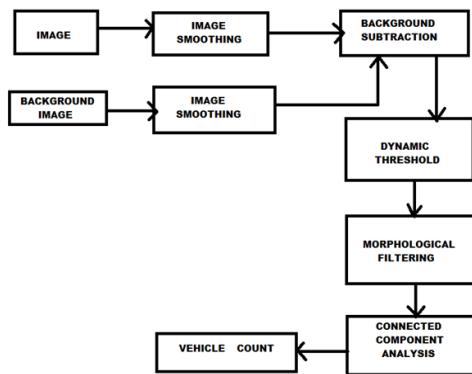 IMAGE
IMAGE
SMOOTHING
BACKGROUND
SUBTRACTION
BACKGROUND
IMAGE
IMAGE
SMOOTHING
DYNAMIC
THRESHOLD
MORPHOLOGICAL
FILTERING
CONNECTED
COMPONENT
ANALYSIS
VEHICLE COUNT